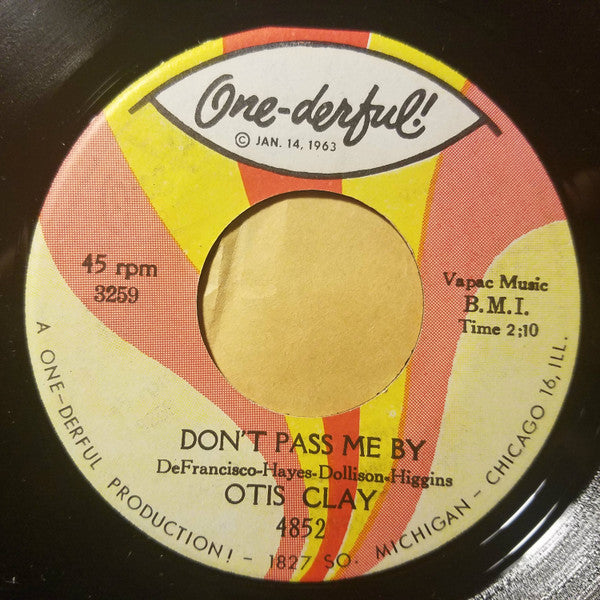 One-derful!
© JAN. 14, 1963
45 rpm
3259
Vapac Music
B.M.I.
Time 2;10
DON'T PASS ME BY
DeFrancisco-Hayes-Dollison-Higgins
OTIS CLAY
4852
A ONE-DERFUL PRODUCTION! - 1827 SO. MICHIGAN - CHICAGO 16, ILL.